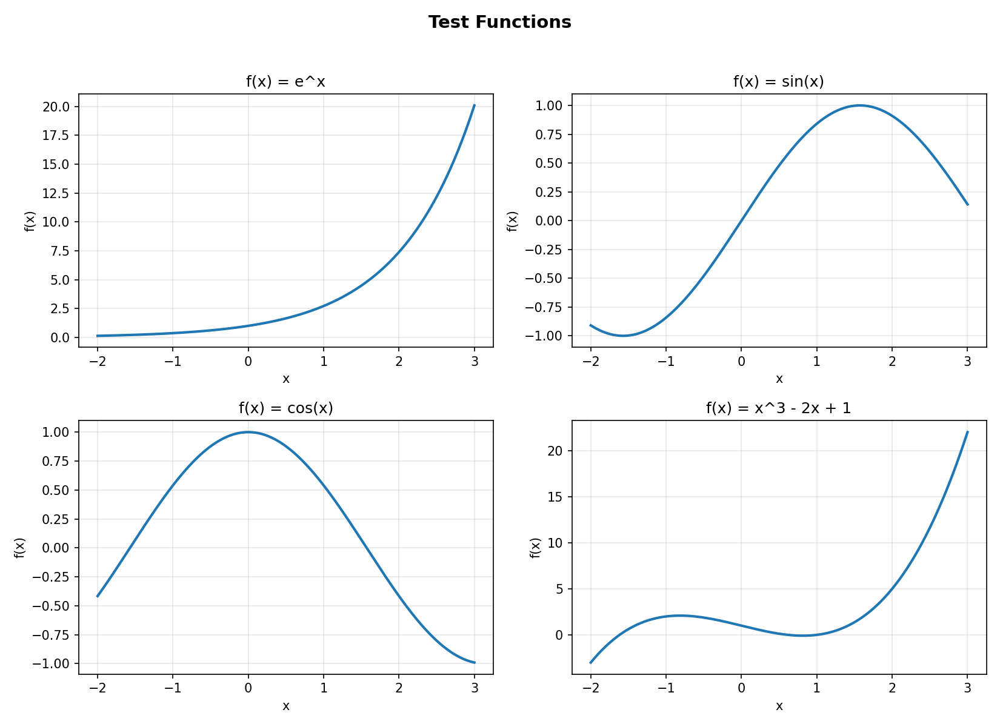 Test Functions
f(x) = e^x
20.0
17.5
15.0
12.5
10.0
7.5
5.0
2.5
0.0
f(x)
−2 −1 0 1 2 3
x
f(x) = sin(x)
1.00
0.75
0.50
0.25
0.00
−0.25
−0.50
−0.75
−1.00
f(x)
−2 −1 0 1 2 3
x
f(x) = cos(x)
1.00
0.75
0.50
0.25
0.00
−0.25
−0.50
−0.75
−1.00
f(x)
−2 −1 0 1 2 3
x
f(x) = x^3 - 2x + 1
20
15
10
5
0
f(x)
−2 −1 0 1 2 3
x